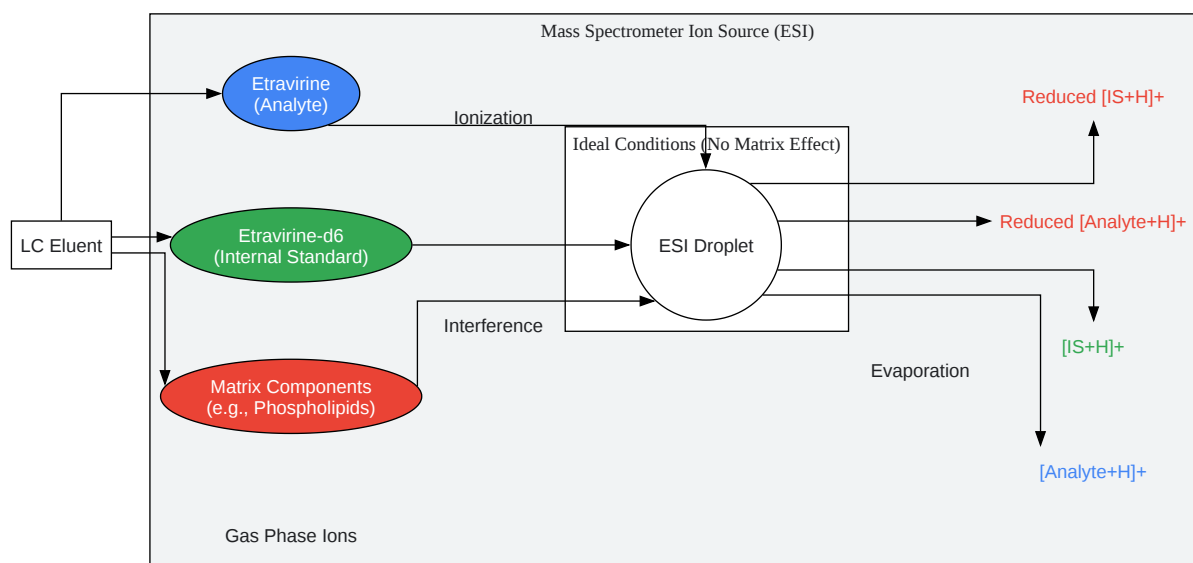 Mass Spectrometer Ion Source (ESI)
Etravirine
(Analyte)
Reduced [IS+H]+
Ionization
Ideal Conditions (No Matrix Effect)
Reduced [Analyte+H]+
LC Eluent
Etravirine-d6
(Internal Standard)
ESI Droplet
Interference
[IS+H]+
Matrix Components
(e.g., Phospholipids)
Evaporation
[Analyte+H]+
Gas Phase Ions